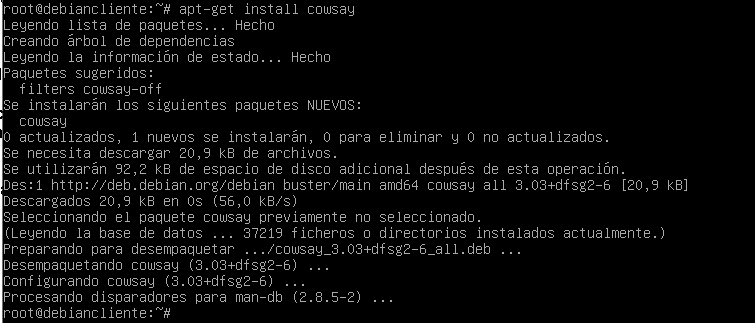 root@debiancliente:~# apt-get install cowsay
Leyendo lista de paquetes... Hecho
Creando árbol de dependencias
Leyendo la información de estado... Hecho
Paquetes sugeridos:
  filters cowsay-off
Se instalarán los siguientes paquetes NUEVOS:
  cowsay
0 actualizados, 1 nuevos se instalarán, 0 para eliminar y 0 no actualizados.
Se necesita descargar 20,9 kB de archivos.
Se utilizarán 92,2 kB de espacio de disco adicional después de esta operación.
Des:1 http://deb.debian.org/debian buster/main amd64 cowsay all 3.03+dfsg2-6 [20,9 kB]
Descargados 20,9 kB en 0s (56,0 kB/s)
Seleccionando el paquete cowsay previamente no seleccionado.
(Leyendo la base de datos ... 37219 ficheros o directorios instalados actualmente.)
Preparando para desempaquetar .../cowsay_3.03+dfsg2-6_all.deb ...
Desempaquetando cowsay (3.03+dfsg2-6) ...
Configurando cowsay (3.03+dfsg2-6) ...
Procesando disparadores para man-db (2.8.5-2) ...
root@debiancliente:~#